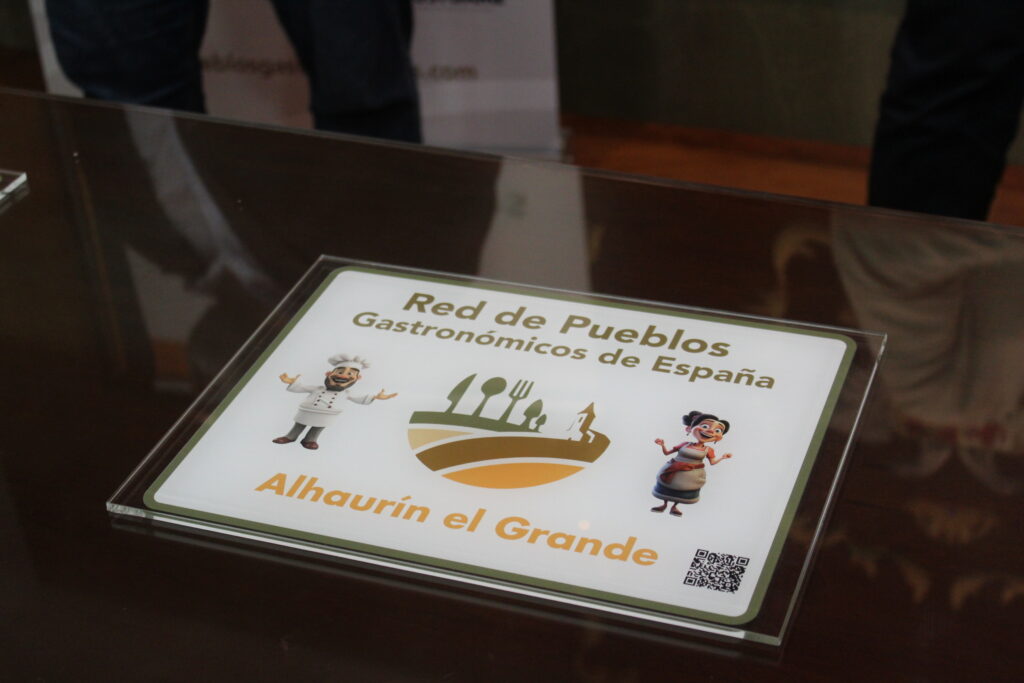 Red de Pueblos
Gastronómicos de España
Alhaurín el Grande